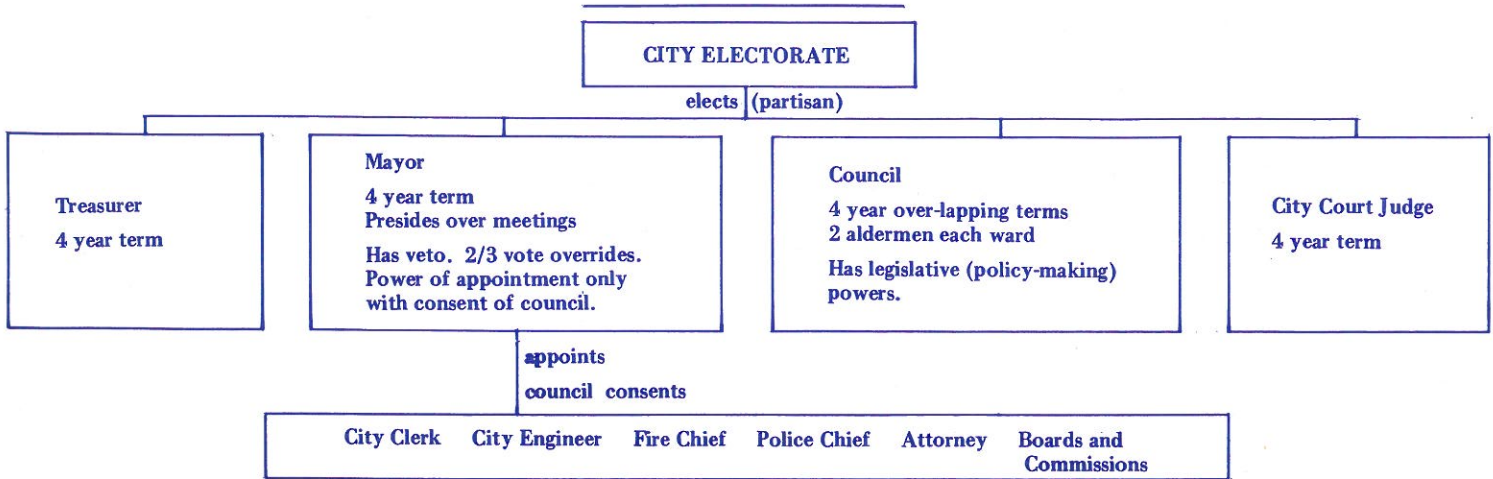 CITY ELECTORATE
elects (partisan)
Treasurer
4 year term
Mayor
4 year term
Presides over meetings
Has veto. 2/3 vote overrides.
Power of appointment only
with consent of council.
Council
4 year over-lapping terms
2 aldermen each ward
Has legislative (policy-making)
powers.
City Court Judge
4 year term
appoints
council consents
City Clerk City Engineer Fire Chief Police Chief Attorney Boards and
Commissions